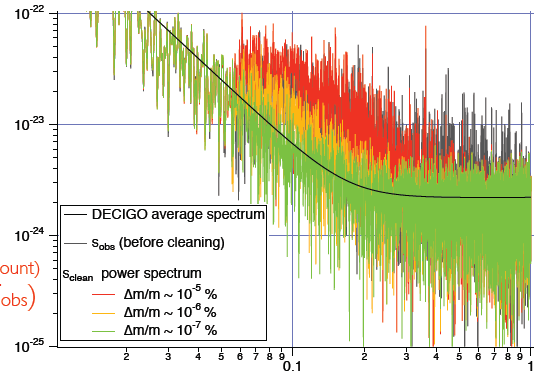 10-22
10-23
10-24
10-25
DECIGO average spectrum
sobs (before cleaning)
sclean power spectrum
Δm/m ~ 10-5 %
Δm/m ~ 10-6 %
Δm/m ~ 10-7 %
ount)
obs)
2 3 4 5 6 7 8 9 0.1 2 3 4 5 6 7 8 9 1